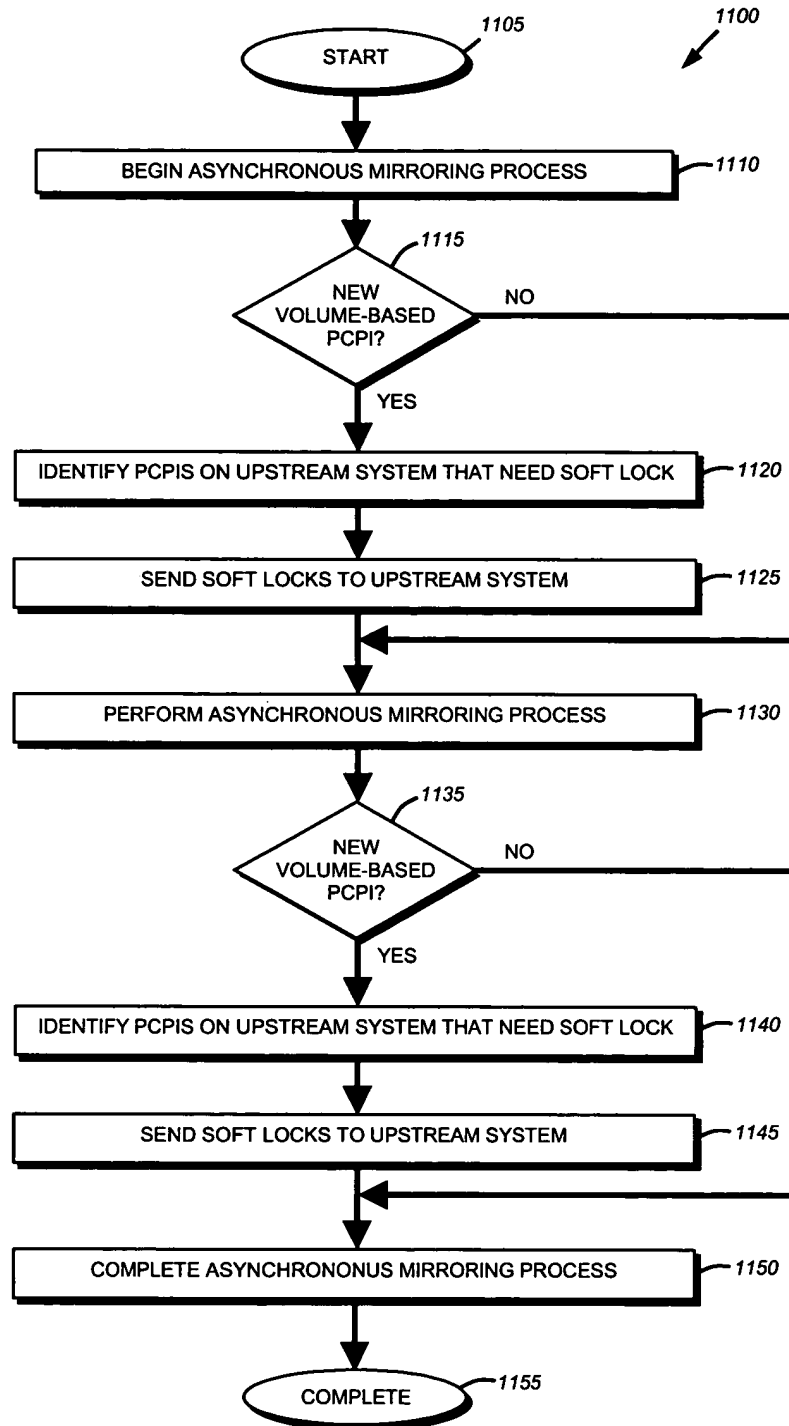 1100
START
1105
BEGIN ASYNCHRONOUS MIRRORING PROCESS
1110
1115
NEW
VOLUME-BASED
PCPI?
NO
YES
IDENTIFY PCPIS ON UPSTREAM SYSTEM THAT NEED SOFT LOCK
1120
SEND SOFT LOCKS TO UPSTREAM SYSTEM
1125
PERFORM ASYNCHRONOUS MIRRORING PROCESS
1130
1135
NEW
VOLUME-BASED
PCPI?
NO
YES
IDENTIFY PCPIS ON UPSTREAM SYSTEM THAT NEED SOFT LOCK
1140
SEND SOFT LOCKS TO UPSTREAM SYSTEM
1145
COMPLETE ASYNCHRONONUS MIRRORING PROCESS
1150
COMPLETE
1155